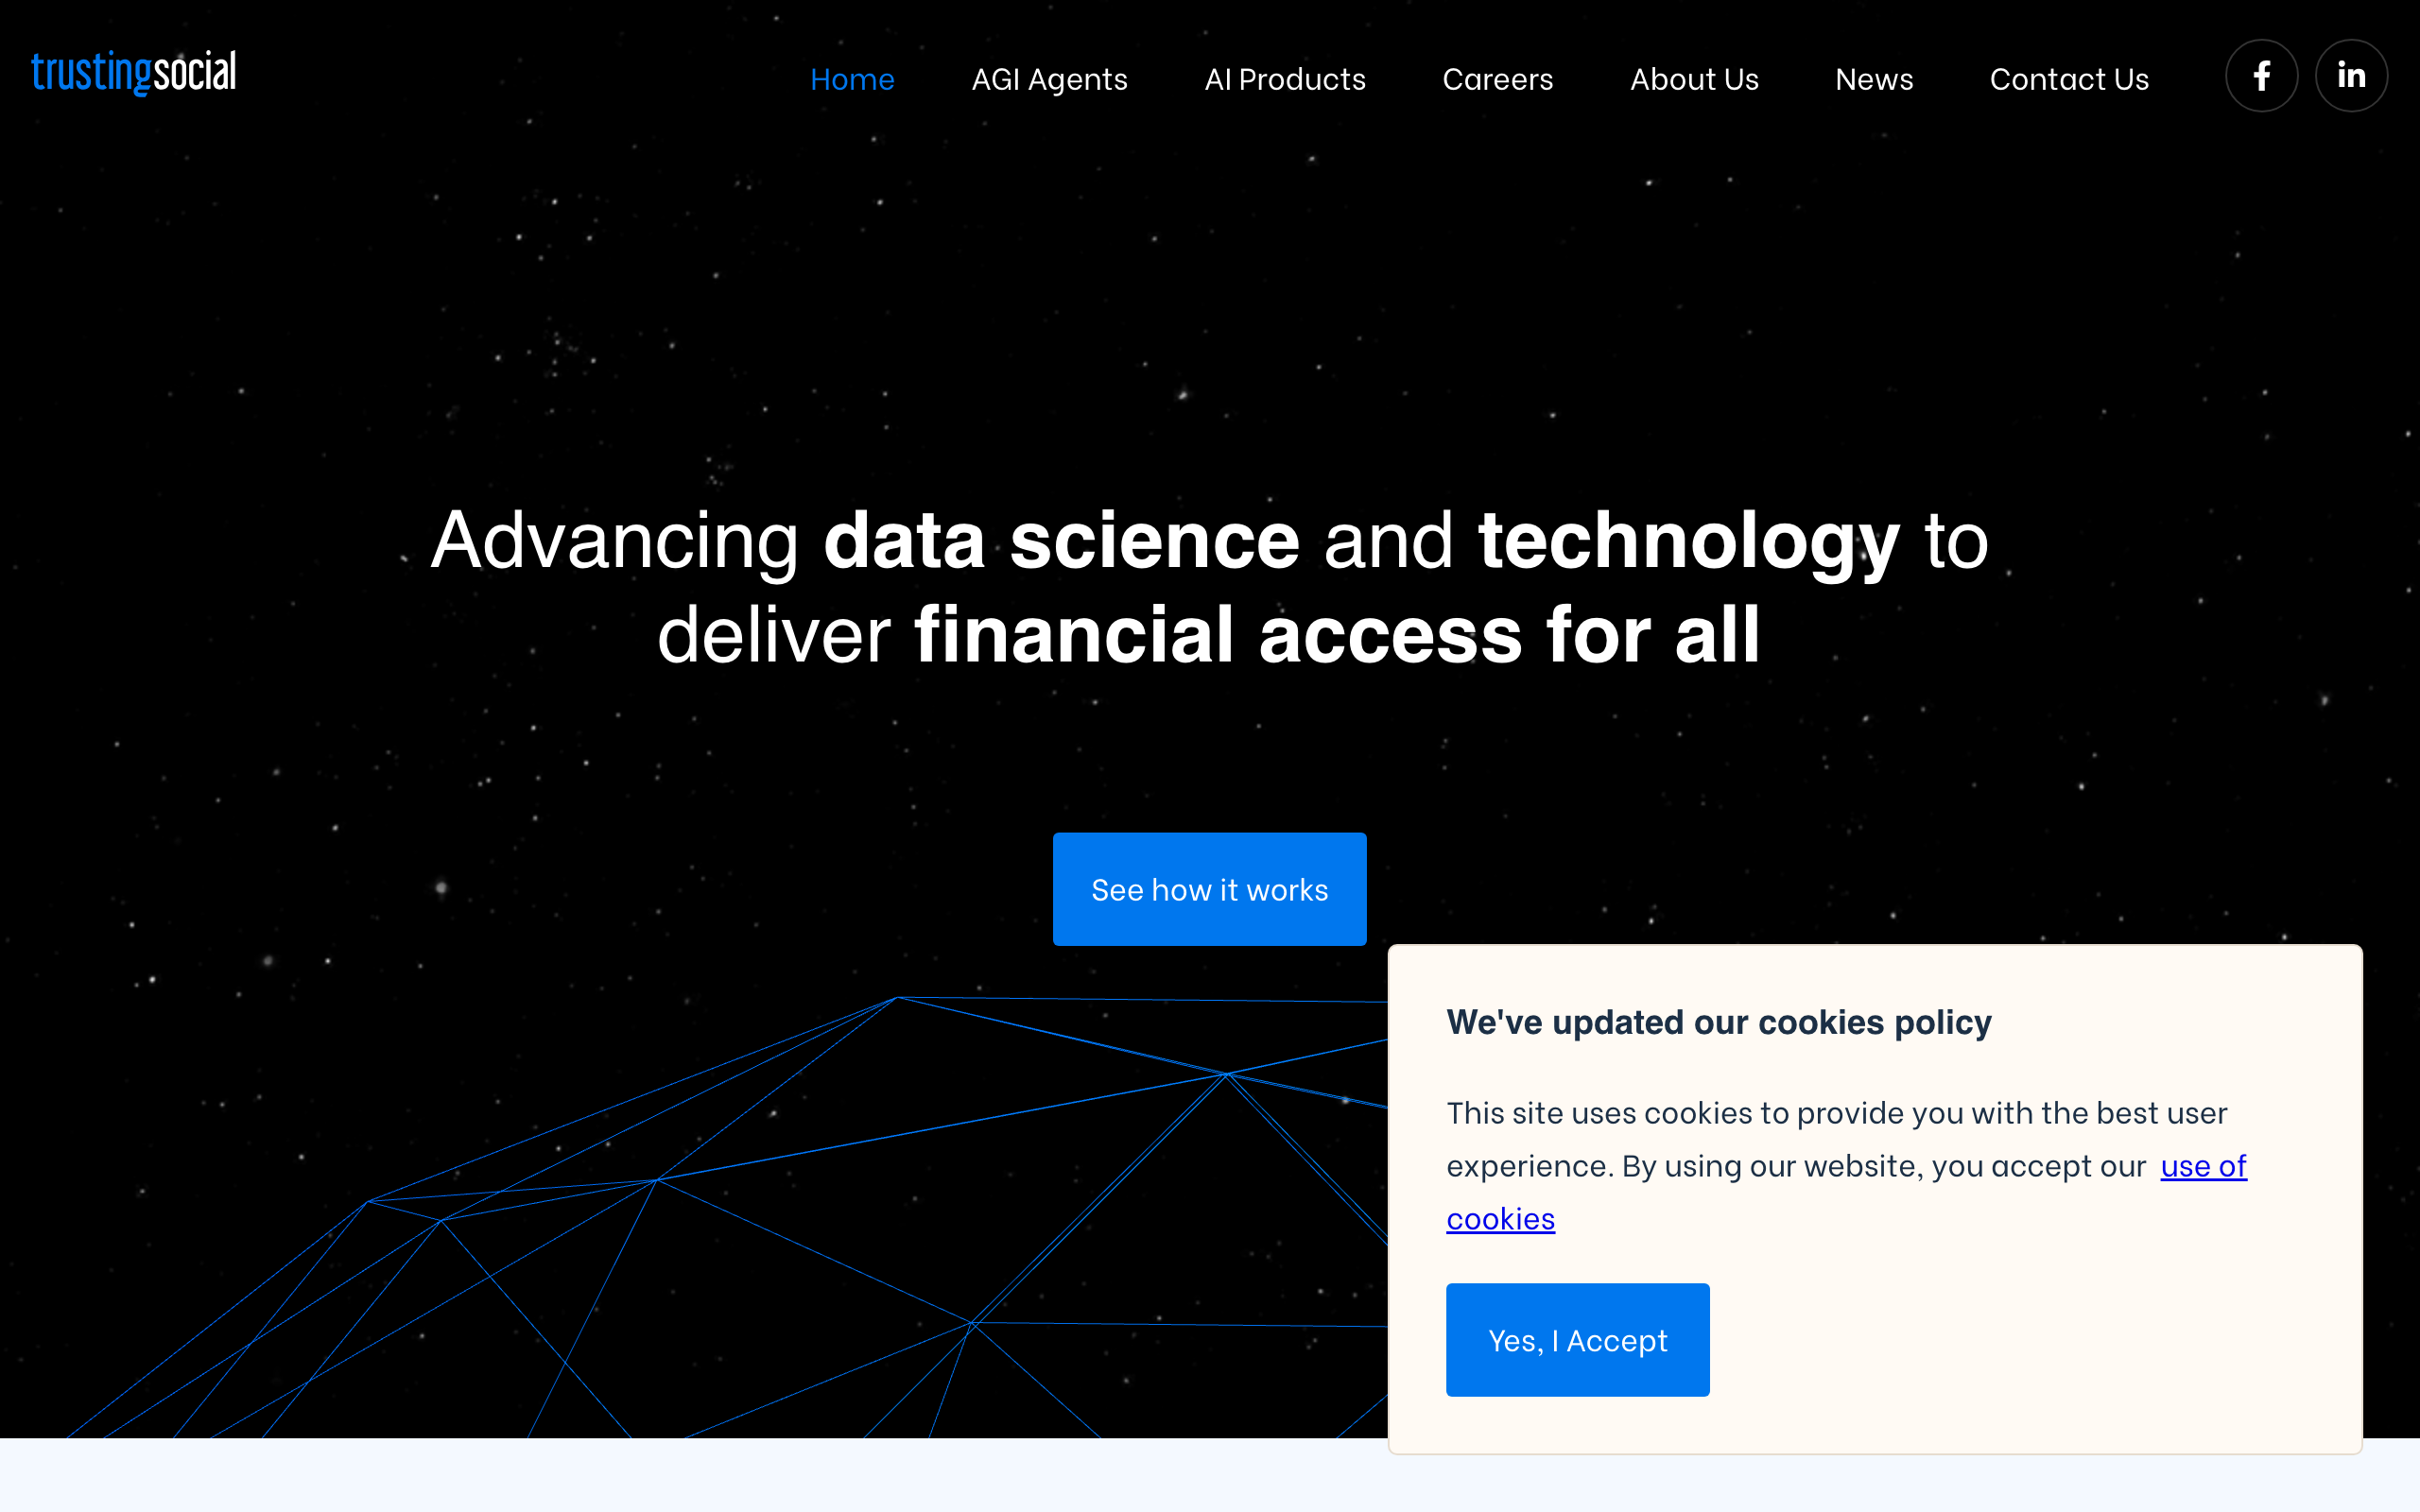 trustingsocial
Home
AGI Agents
AI Products
Careers
About Us
News
Contact Us
Advancing data science and technology to
deliver financial access for all
See how it works
We've updated our cookies policy
This site uses cookies to provide you with the best user
experience. By using our website, you accept our use of
cookies
Yes, I Accept